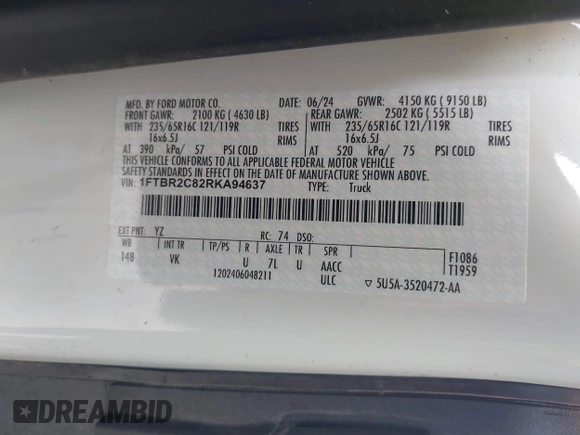 MFD. BY FORD MOTOR CO. DATE: 06/24 GVWR: 4150 KG ( 9150 LB)
FRONT GAWR: 2100 KG ( 4630 LB) REAR GAWR: 2502 KG ( 5515 LB)
WITH 235/65R16C 121/119R TIRES WITH 235/65R16C 121/119R TIRES
16x6.5J RIMS 16x6.5J RIMS
AT 390 kPa/ 57 PSI COLD AT 520 kPa/ 75 PSI COLD
THIS VEHICLE CONFORMS TO ALL APPLICABLE FEDERAL MOTOR VEHICLE
SAFETY STANDARDS IN EFFECT ON THE DATE OF MANUFACTURE SHOWN ABOVE.
VIN: 1FTBR2C82RKA94637 TYPE: Truck
EXT PNT: YZ RC: 74 DSO:
WB INT TR TP/PS R AXLE TR SPR F1086
148 VK U 7L U AACC T1959
1202406048211 ULC ▽ 5U5A-3520472-AA
DREAMBID